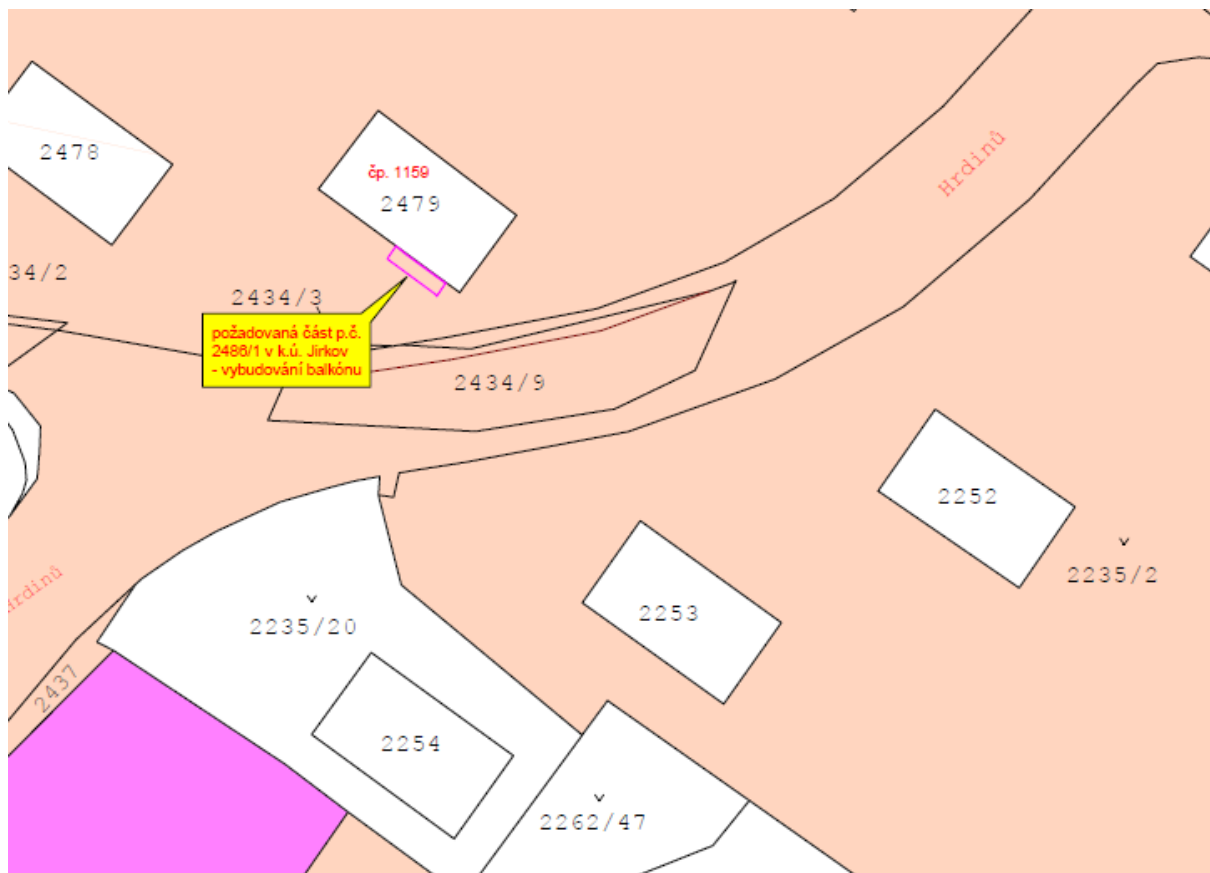 2478
čp. 1159
2479
Hrdinů
34/2
2434/3
požadovaná část p.č.
2486/1 v k.ú. Jirkov
- vybudování balkónu
2434/9
2252
2235/2
Hrdinů
2253
2235/20
2437
2254
2262/47